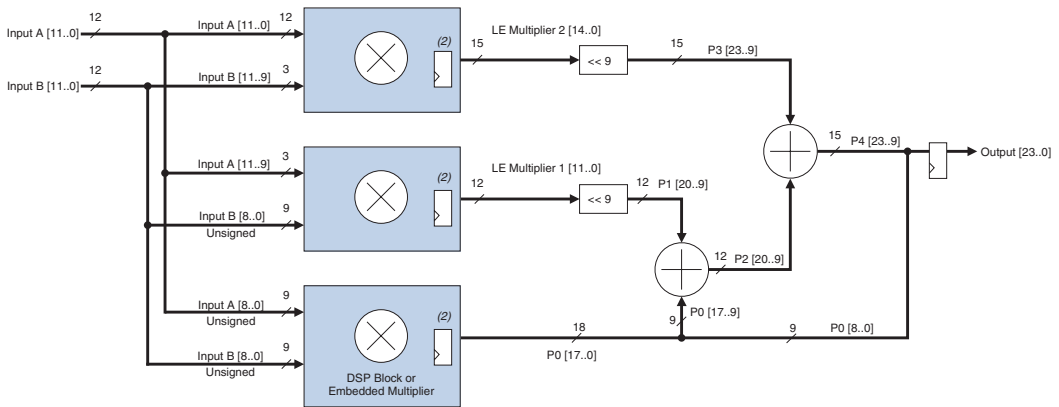 12
Input A [11..0]
Input A [11..0]
12
(2)
15
LE Multiplier 2 [14..0]
<< 9
15
P3 [23..9]
12
Input B [11..0]
Input B [11..9]
3
15
P4 [23..9]
Output [23..0]
Input A [11..9]
3
(2)
12
LE Multiplier 1 [11..0]
<< 9
12
P1 [20..9]
Input B [8..0]
9
Unsigned
12
P2 [20..9]
Input A [8..0]
9
Unsigned
(2)
9
P0 [17..9]
18
P0 [17..0]
9
P0 [8..0]
Input B [8..0]
9
Unsigned
DSP Block or
Embedded Multiplier